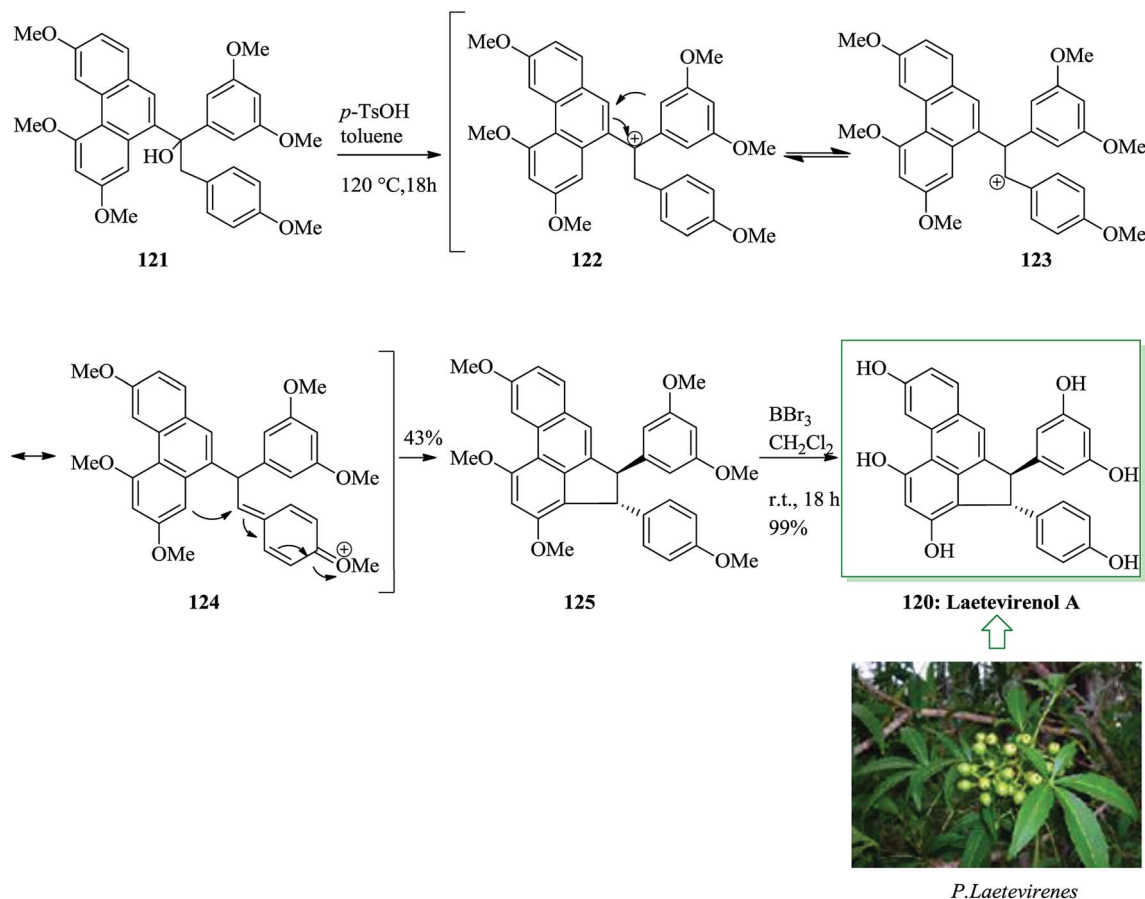 MeO
OMe
MeO
HO
OMe
OMe
OMe
121
p-TsOH
toluene
120 °C,18h
MeO
OMe
MeO
⊕
OMe
OMe
OMe
122
MeO
OMe
MeO
OMe
⊕
OMe
OMe
123
MeO
OMe
MeO
OMe
⊕
OMe
OMe
124
43%
MeO
OMe
MeO
OMe
OMe
MeO
125
BBr3
CH2Cl2
r.t., 18 h
99%
HO
OH
HO
OH
OH
OH
120: Laetevirenol A
P.Laetevirenes